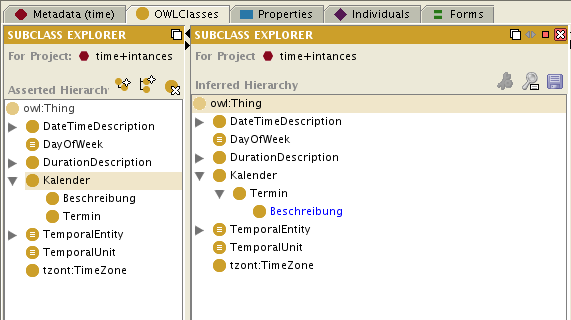 Metadata (time) OWLClasses Properties Individuals Forms
SUBCLASS EXPLORER
For Project: time+intances
Asserted Hierarchy
owl:Thing
DateTimeDescription
DayOfWeek
DurationDescription
Kalender
Beschreibung
Termin
TemporalEntity
TemporalUnit
tzont:TimeZone
SUBCLASS EXPLORER
For Project time+intances
Inferred Hierarchy
owl:Thing
DateTimeDescription
DayOfWeek
DurationDescription
Kalender
Termin
Beschreibung
TemporalEntity
TemporalUnit
tzont:TimeZone